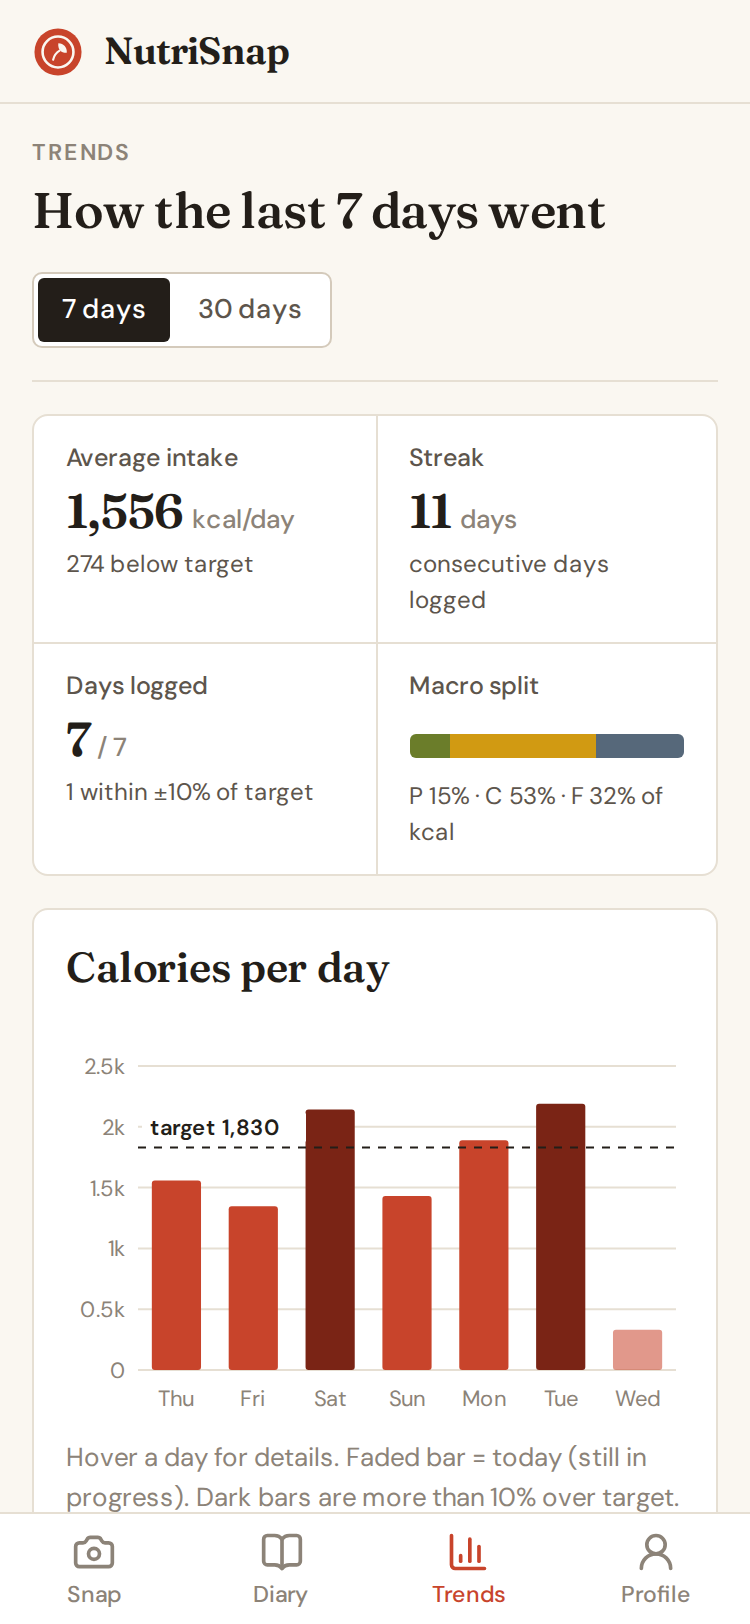 NutriSnap
TRENDS
How the last 7 days went
7 days
30 days
Average intake
1,556 kcal/day
274 below target
Streak
11 days
consecutive days
logged
Days logged
7 / 7
1 within ±10% of target
Macro split
P 15% · C 53% · F 32% of
kcal
Calories per day
2.5k
2k
target 1,830
1.5k
1k
0.5k
0
Thu Fri Sat Sun Mon Tue Wed
Hover a day for details. Faded bar = today (still in
progress). Dark bars are more than 10% over target.
Snap
Diary
Trends
Profile